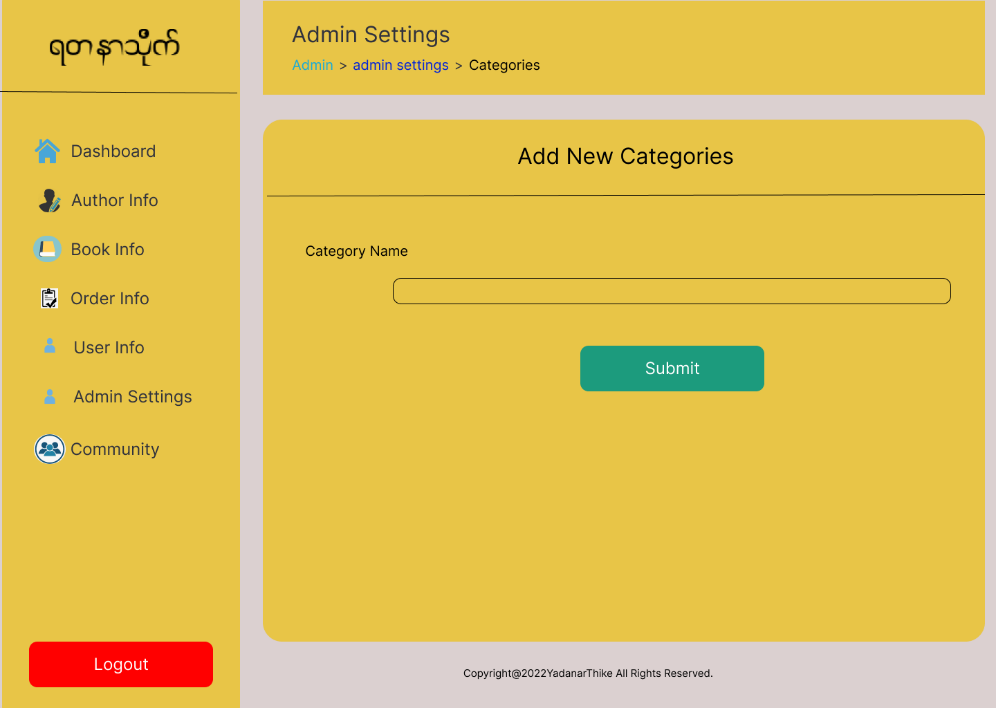 ရတနာသိုက်
Admin Settings
Admin > admin settings > Categories
Dashboard
Author Info
Book Info
Order Info
User Info
Admin Settings
Community
Logout
Add New Categories
Category Name
Submit
Copyright@2022YadanarThike All Rights Reserved.